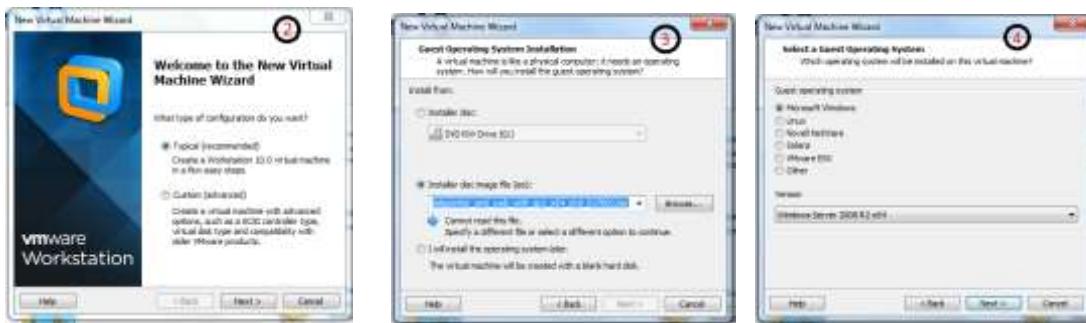 New Virtual Machine Wizard
2
Welcome to the New Virtual
Machine Wizard
What type of configuration do you want?
Typical (recommended)
Create a Workstation 10.0 virtual machine
in a few easy steps.
Custom (advanced)
Create a virtual machine with advanced
options, such as a SCSI controller type,
virtual disk type and compatibility with
older VMware products.
vmware
Workstation
Help
< Back
Next >
Cancel
New Virtual Machine Wizard
3
Guest Operating System Installation
A virtual machine is like a physical computer; it needs an operating
system. How will you install the guest operating system?
Install from:
Installer disc:
DVD RW Drive
Installer disc image file (iso):
Browse...
Cannot read this file.
Specify a different file or select a different option to continue.
I will install the operating system later.
The virtual machine will be created with a blank hard disk.
Help
< Back
Next >
Cancel
New Virtual Machine Wizard
4
Select a Guest Operating System
Which operating system will be installed on this virtual machine?
Guest operating system
Microsoft Windows
Linux
Novell NetWare
Solaris
VMware ESX
Other
Version
Windows Server 2008 R2 x64
Help
< Back
Next >
Cancel